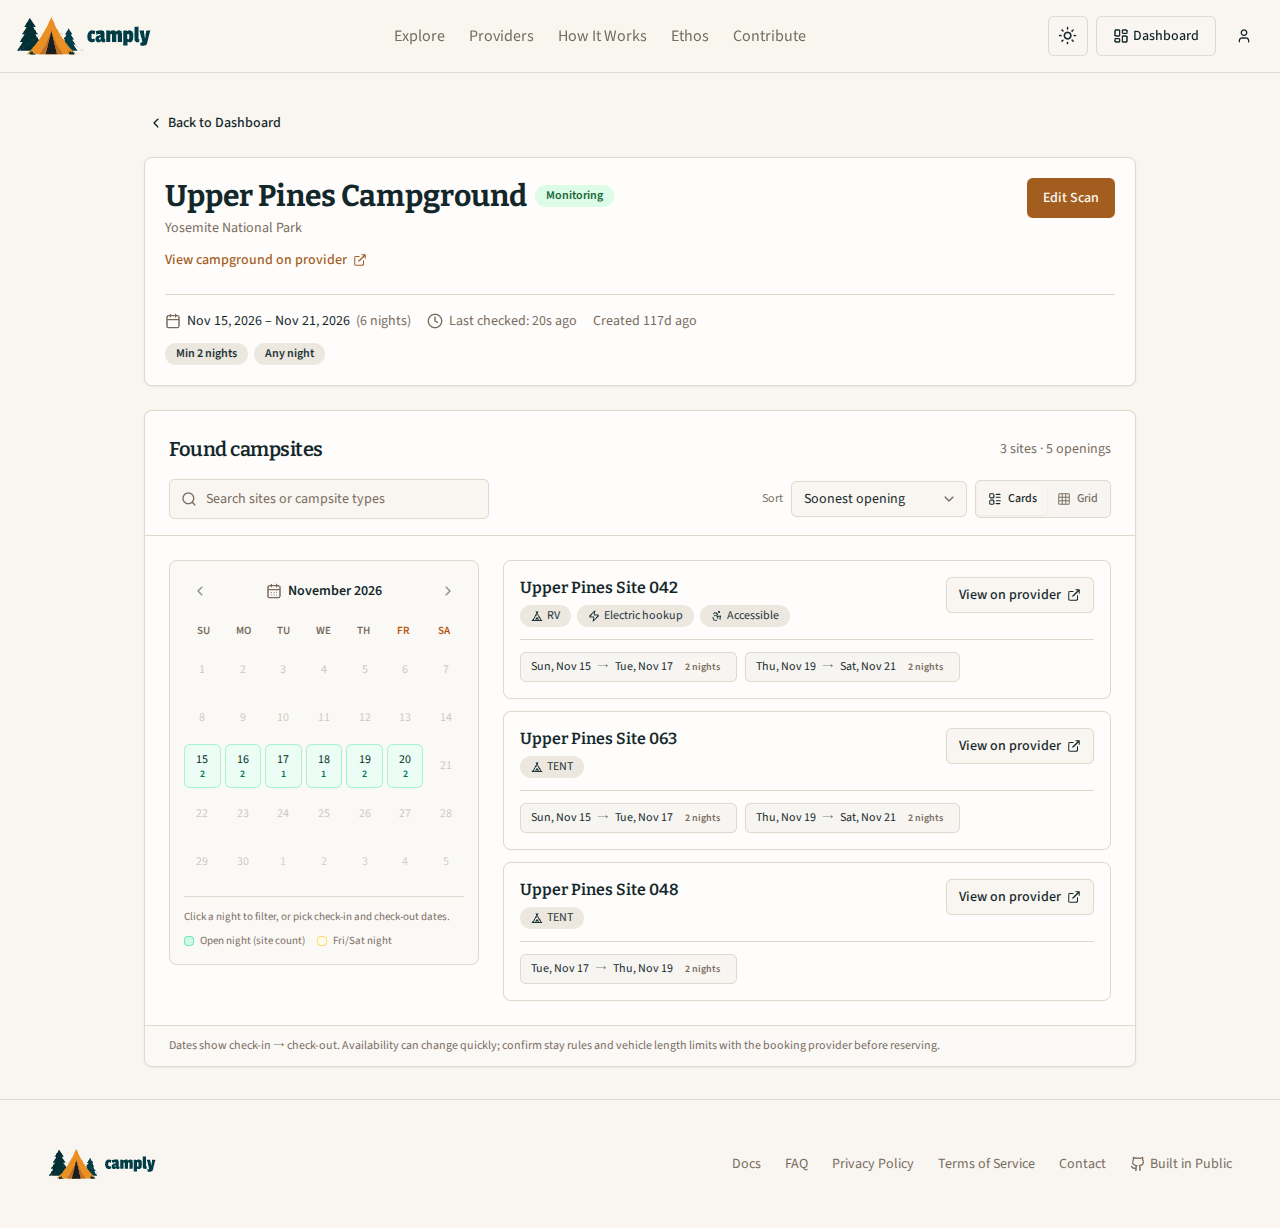 camply
Explore
Providers
How It Works
Ethos
Contribute
Dashboard
Back to Dashboard
Upper Pines Campground
Monitoring
Edit Scan
Yosemite National Park
View campground on provider
Nov 15, 2026 – Nov 21, 2026 (6 nights)
Last checked: 20s ago
Created 117d ago
Min 2 nights
Any night
Found campsites
3 sites · 5 openings
Search sites or campsite types
Sort
Soonest opening
Cards
Grid
November 2026
SU MO TU WE TH FR SA
1 2 3 4 5 6 7
8 9 10 11 12 13 14
15 16 17 18 19 20 21
2 2 1 1 2 2
22 23 24 25 26 27 28
29 30 1 2 3 4 5
Click a night to filter, or pick check-in and check-out dates.
Open night (site count)
Fri/Sat night
Upper Pines Site 042
View on provider
RV
Electric hookup
Accessible
Sun, Nov 15 → Tue, Nov 17 2 nights
Thu, Nov 19 → Sat, Nov 21 2 nights
Upper Pines Site 063
View on provider
TENT
Sun, Nov 15 → Tue, Nov 17 2 nights
Thu, Nov 19 → Sat, Nov 21 2 nights
Upper Pines Site 048
View on provider
TENT
Tue, Nov 17 → Thu, Nov 19 2 nights
Dates show check-in → check-out. Availability can change quickly; confirm stay rules and vehicle length limits with the booking provider before reserving.
camply
Docs
FAQ
Privacy Policy
Terms of Service
Contact
Built in Public